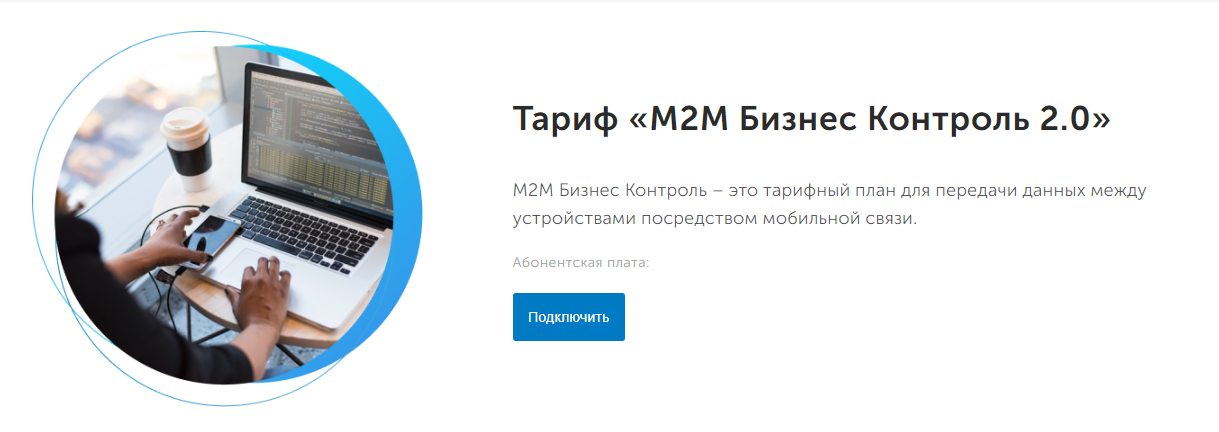 Тариф «M2M Бизнес Контроль 2.0»
M2M Бизнес Контроль – это тарифный план для передачи данных между
устройствами посредством мобильной связи.
Абонентская плата:
Подключить